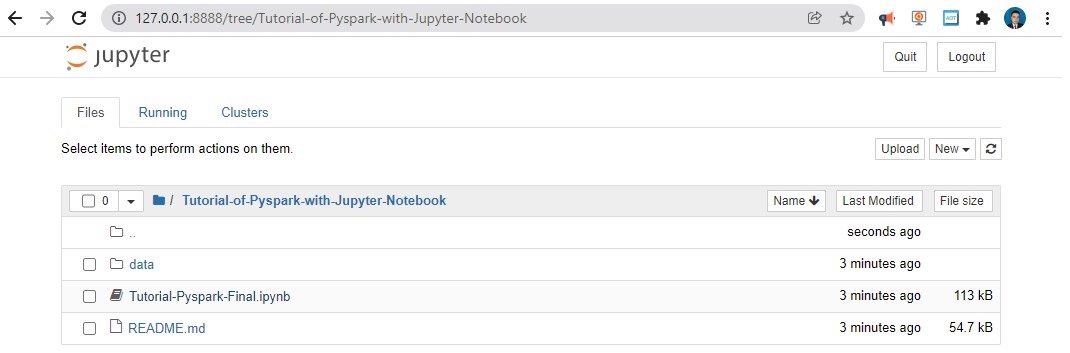 127.0.0.1:8888/tree/Tutorial-of-Pyspark-with-Jupyter-Notebook
jupyter
Quit
Logout
Files
Running
Clusters
Select items to perform actions on them.
Upload
New
0
/ Tutorial-of-Pyspark-with-Jupyter-Notebook
Name
Last Modified
File size
.. seconds ago
data 3 minutes ago
Tutorial-Pyspark-Final.ipynb 3 minutes ago 113 kB
README.md 3 minutes ago 54.7 kB